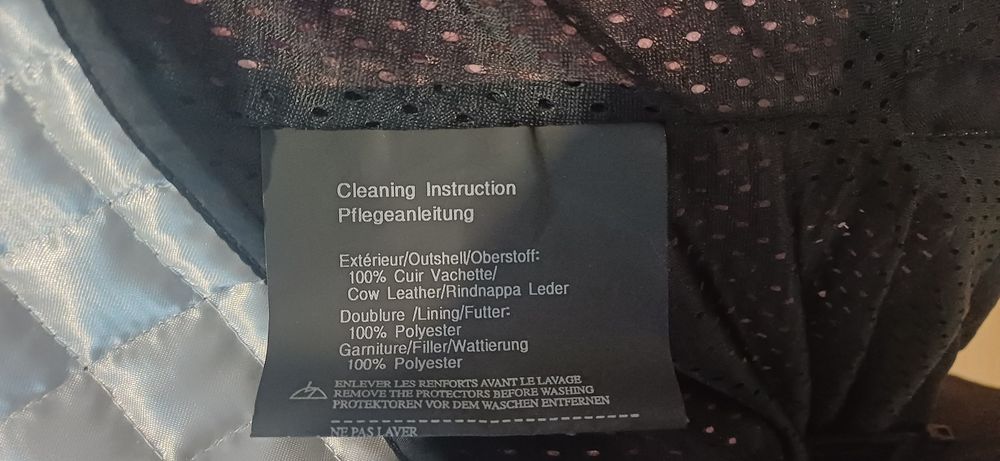 Cleaning Instruction
Pflegeanleitung
Extérieur/Outshell/Oberstoff:
100% Cuir Vachette/
Cow Leather/Rindnappa Leder
Doublure /Lining/Futter:
100% Polyester
Garniture/Filler/Wattierung
100% Polyester
ENLEVER LES RENFORTS AVANT LE LAVAGE
REMOVE THE PROTECTORS BEFORE WASHING
PROTEKTOREN VOR DEM WASCHEN ENTFERNEN
NE PAS LAVER